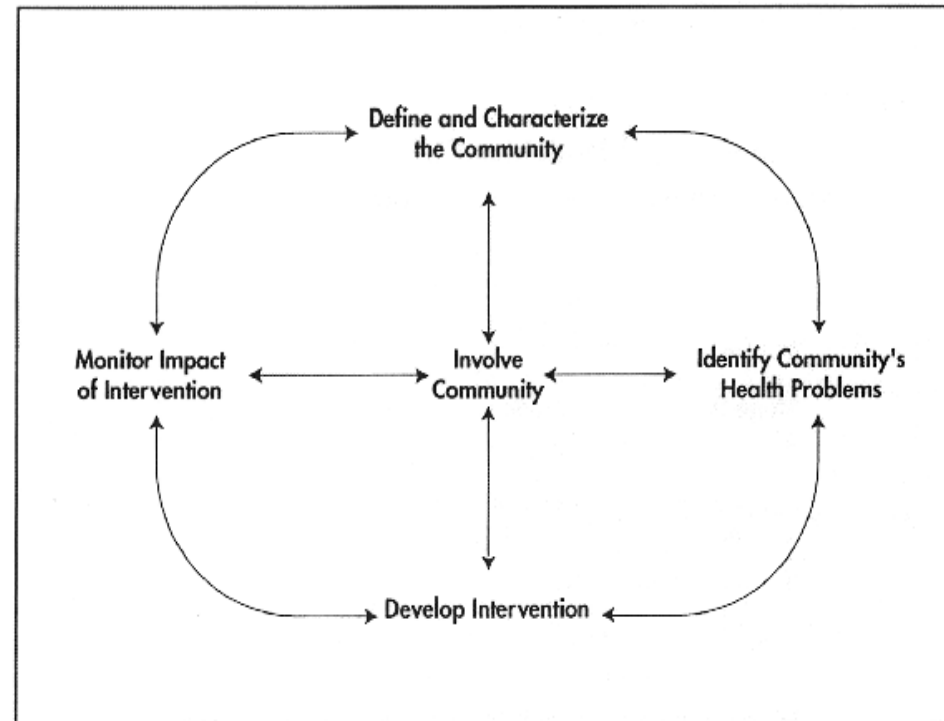 Define and Characterize
the Community
Monitor Impact
of Intervention
Involve
Community
Identify Community's
Health Problems
Develop Intervention